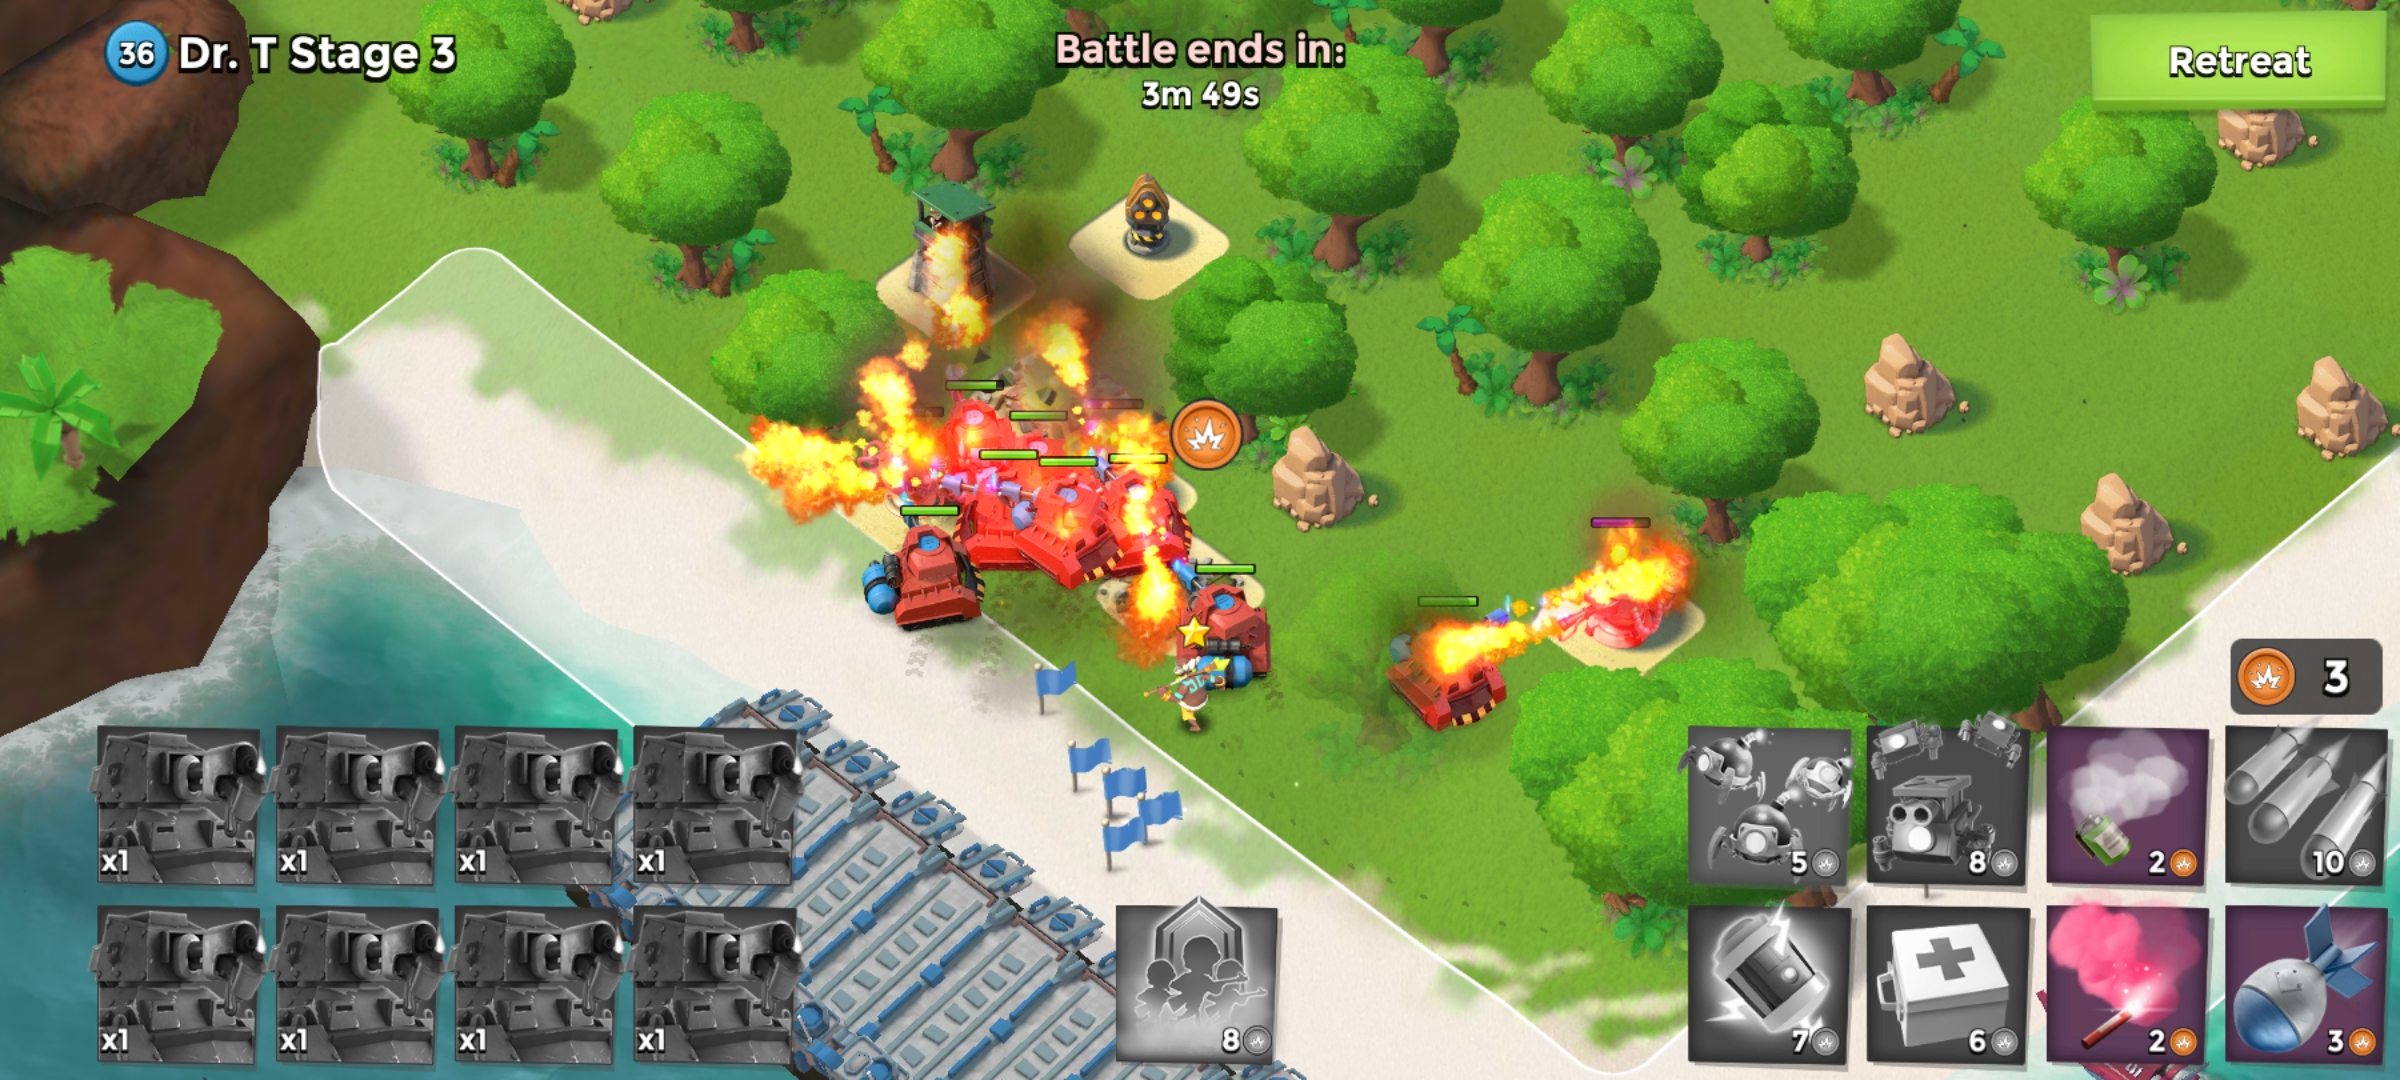 36 Dr. T Stage 3
Battle ends in:
3m 49s
Retreat
3
x1 x1 x1 x1
5 8 2 10
x1 x1 x1 x1
8
7 6 2 3